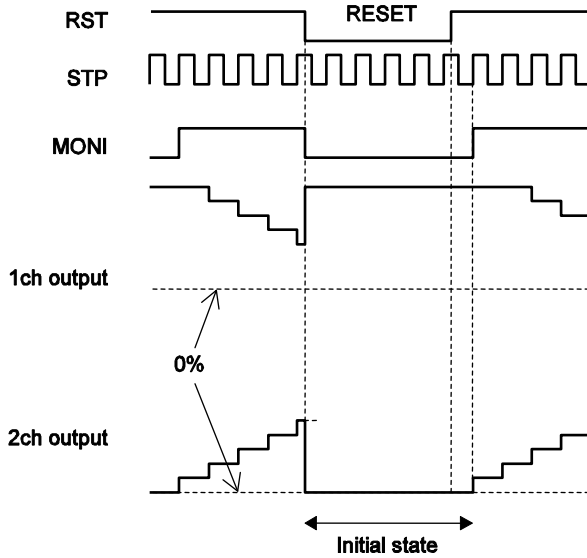 RST
RESET
STP
MONI
1ch output
0%
2ch output
Initial state